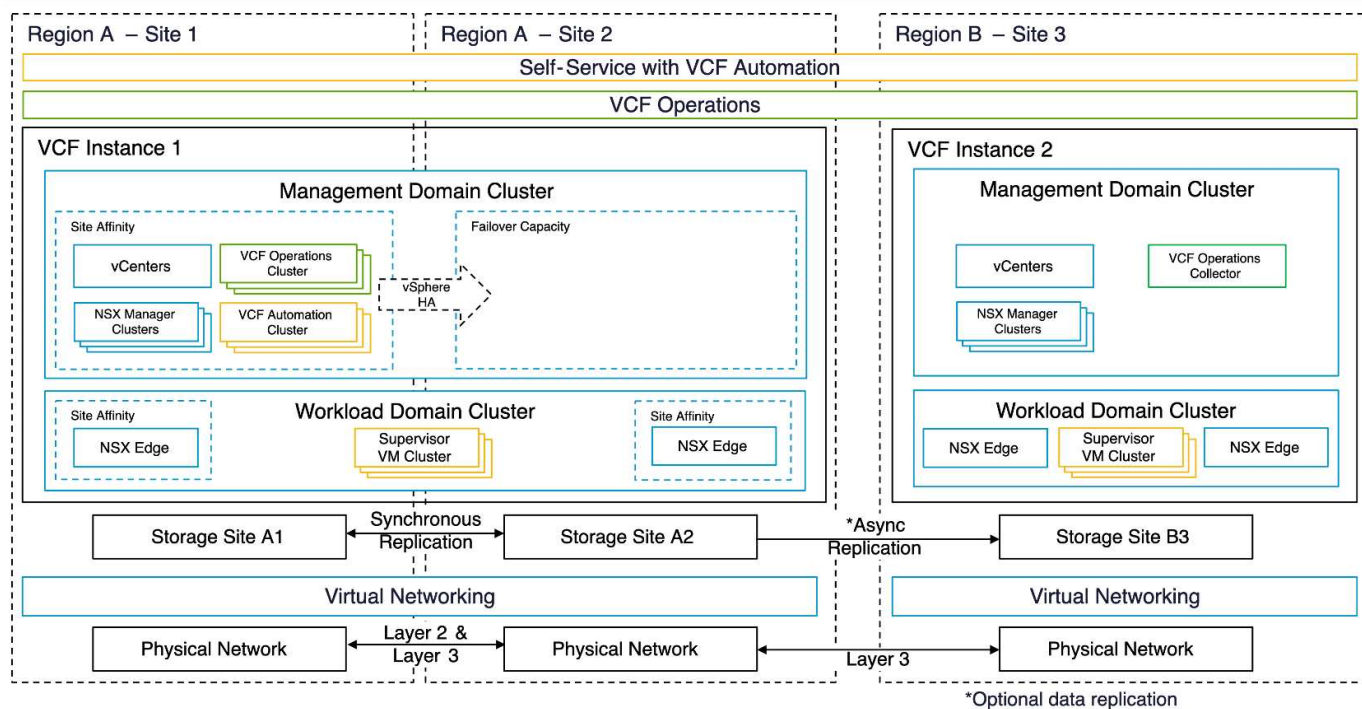 Region A – Site 1
Region A – Site 2
Region B – Site 3
Self-Service with VCF Automation
VCF Operations
VCF Instance 1
Management Domain Cluster
Site Affinity
vCenters
VCF Operations
Cluster
NSX Manager
Clusters
VCF Automation
Cluster
vSphere
HA
Failover Capacity
Workload Domain Cluster
Site Affinity
NSX Edge
Supervisor
VM Cluster
Site Affinity
NSX Edge
VCF Instance 2
Management Domain Cluster
vCenters
VCF Operations
Collector
NSX Manager
Clusters
Workload Domain Cluster
NSX Edge
Supervisor
VM Cluster
NSX Edge
Storage Site A1
Synchronous
Replication
Storage Site A2
*Async
Replication
Storage Site B3
Virtual Networking
Virtual Networking
Physical Network
Layer 2 &
Layer 3
Physical Network
Layer 3
Physical Network
*Optional data replication